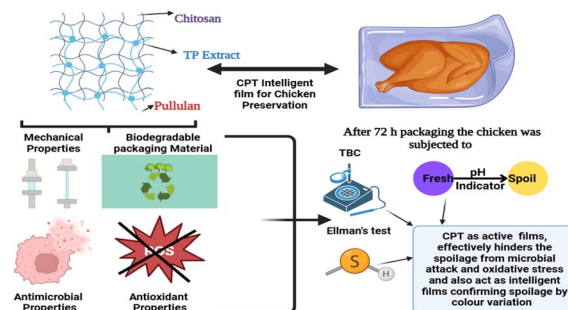 Chitosan
TP Extract
Pullulan
CPT Intelligent
film for Chicken
Preservation
Mechanical
Properties
Biodegradable
packaging Material
Antimicrobial
Properties
ROS
Antioxidant
Properties
After 72 h packaging the chicken was
subjected to
TBC
Fresh
pH
Indicator
Spoil
Ellman's test
S
H
CPT as active films,
effectively hinders the
spoilage from microbial
attack and oxidative stress
and also act as intelligent
films confirming spoilage by
colour variation